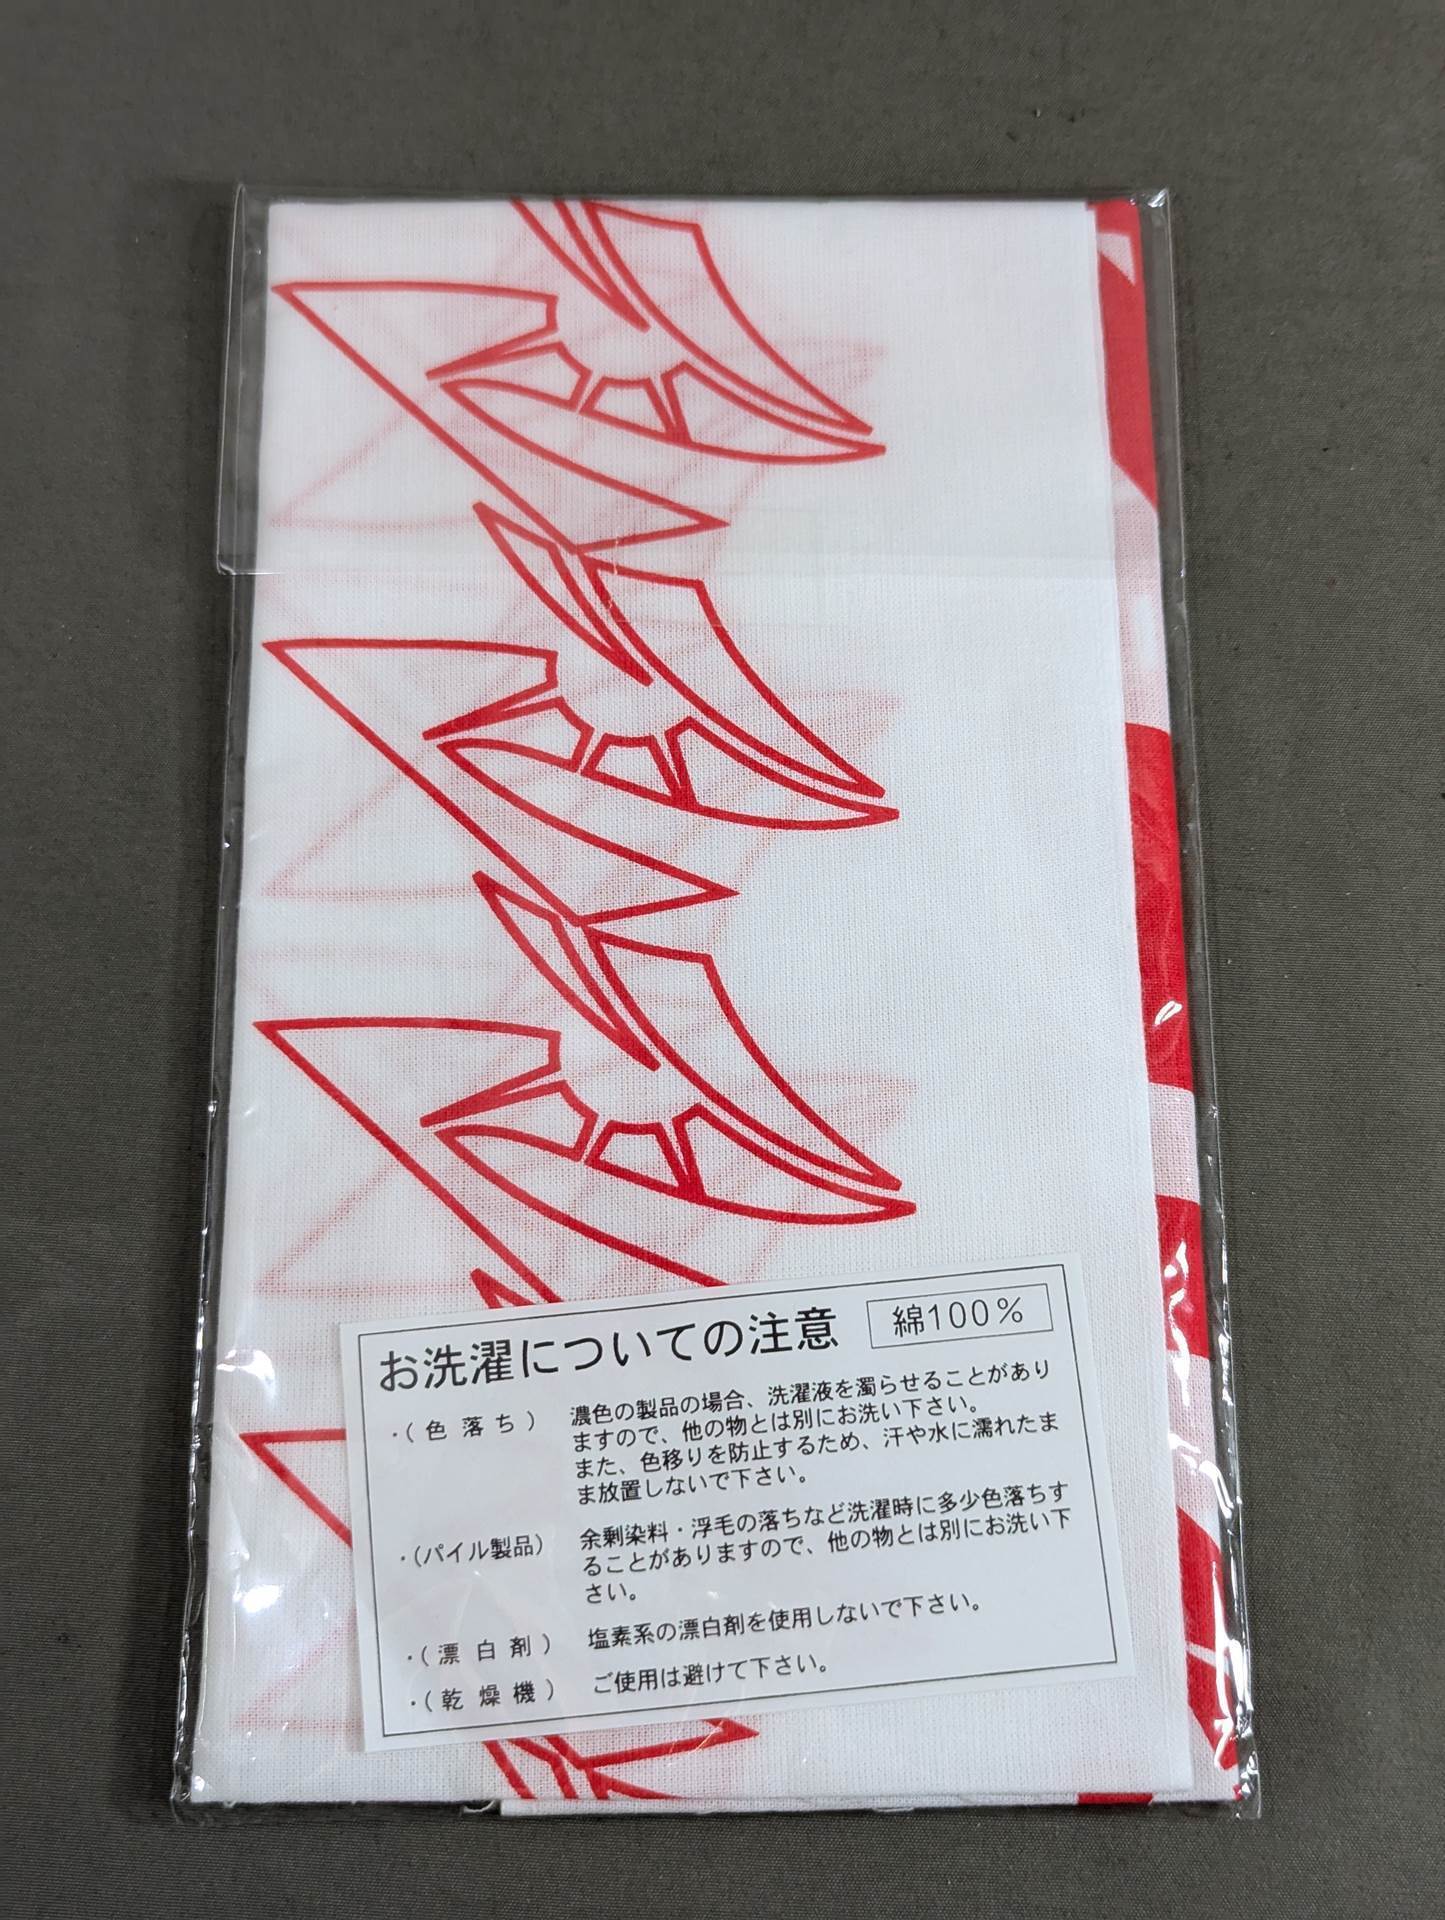 お洗濯についての注意 綿100%
・(色落ち) 濃色の製品の場合、洗濯液を濁らせることがあり
ますので、他の物とは別にお洗い下さい。
また、色移りを防止するため、汗や水に濡れたま
ま放置しないで下さい。
・(パイル製品) 余剰染料・浮毛の落ちなど洗濯時に多少色落ちす
ることがありますので、他の物とは別にお洗い下
さい。
・(漂白剤) 塩素系の漂白剤を使用しないで下さい。
・(乾燥機) ご使用は避けて下さい。